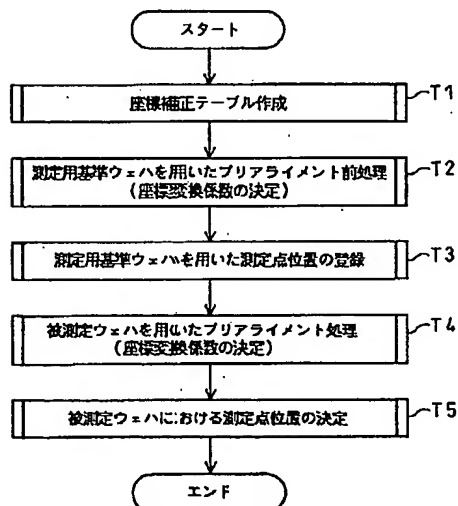 スタート
座標補正テーブル作成
T1
測定用基準ウェハを用いたプリアライメント前処理
(座標変換係数の決定)
T2
測定用基準ウェハを用いた測定点位置の登録
T3
被測定ウェハを用いたプリアライメント処理
(座標変換係数の決定)
T4
被測定ウェハにおける測定点位置の決定
T5
エンド